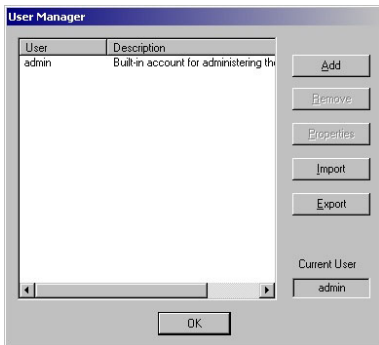 User Manager
User Description
admin Built-in account for administering the
Add
Remove
Properties
Import
Export
Current User
admin
OK